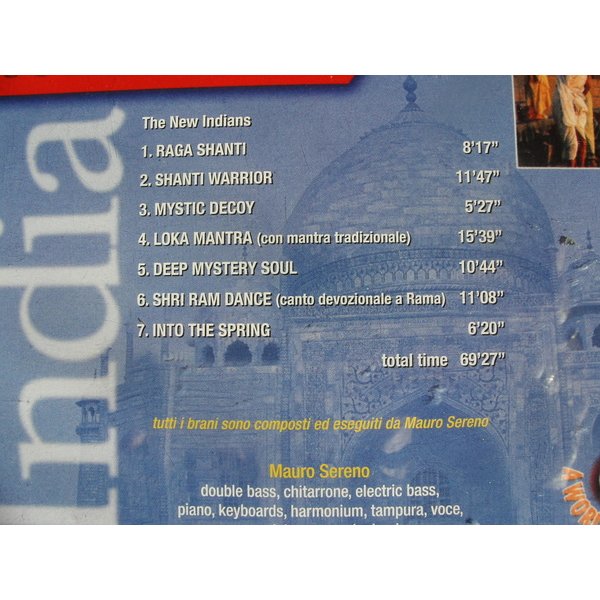 India
The New Indians
1. RAGA SHANTI 8'17"
2. SHANTI WARRIOR 11'47"
3. MYSTIC DECOY 5'27"
4. LOKA MANTRA (con mantra tradizionale) 15'39"
5. DEEP MYSTERY SOUL 10'44"
6. SHRI RAM DANCE (canto devozionale a Rama) 11'08"
7. INTO THE SPRING 6'20"
total time 69'27"
tutti i brani sono composti ed eseguiti da Mauro Sereno
Mauro Sereno
double bass, chitarrone, electric bass,
piano, keyboards, harmonium, tampura, voce,
A WOR